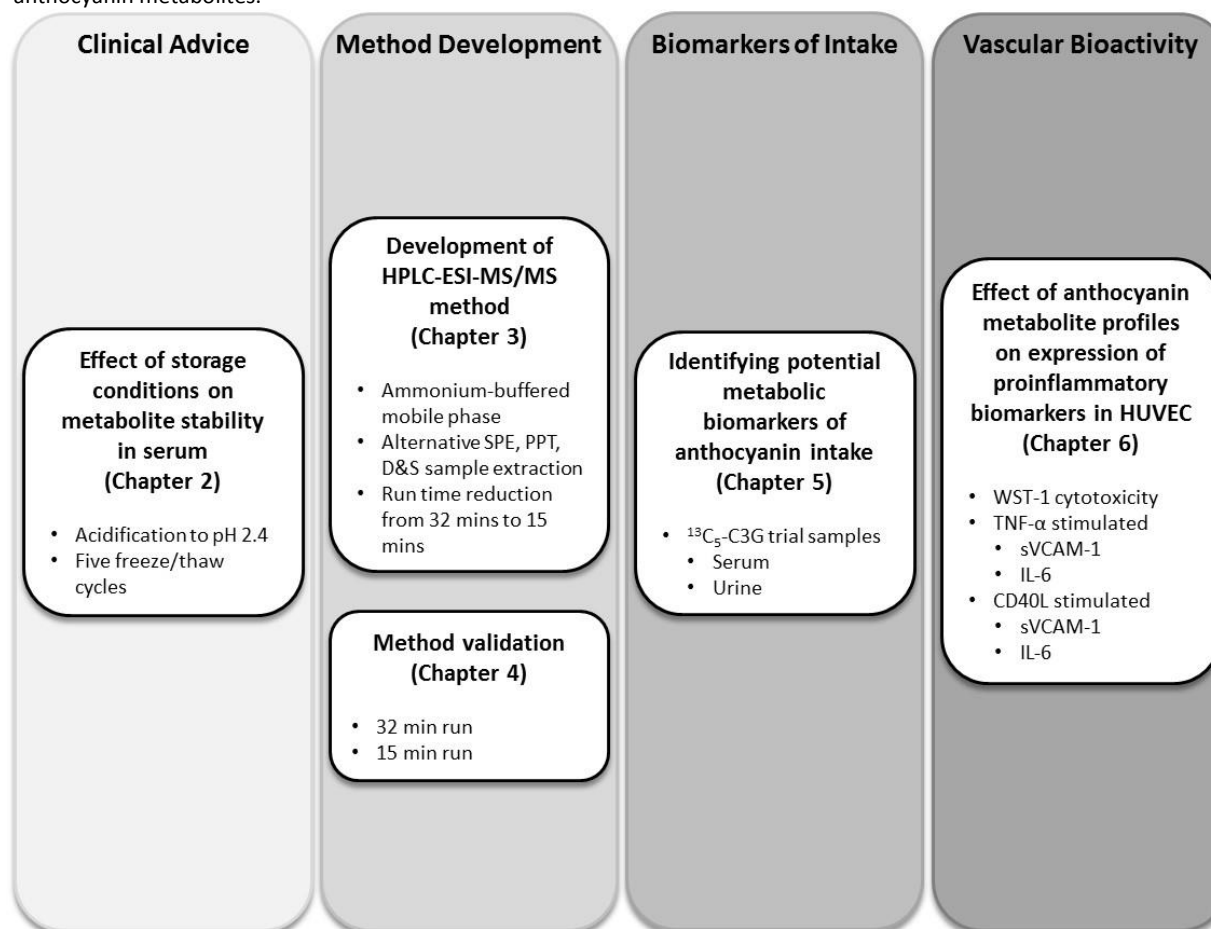 anthocyanin metabolites.
Clinical Advice
Effect of storage
conditions on
metabolite stability
in serum
(Chapter 2)
• Acidification to pH 2.4
• Five freeze/thaw
cycles
Method Development
Development of
HPLC-ESI-MS/MS
method
(Chapter 3)
• Ammonium-buffered
mobile phase
• Alternative SPE, PPT,
D&S sample extraction
• Run time reduction
from 32 mins to 15
mins
Method validation
(Chapter 4)
• 32 min run
• 15 min run
Biomarkers of Intake
Identifying potential
metabolic
biomarkers of
anthocyanin intake
(Chapter 5)
• ¹³C₅-C3G trial samples
• Serum
• Urine
Vascular Bioactivity
Effect of anthocyanin
metabolite profiles
on expression of
proinflammatory
biomarkers in HUVEC
(Chapter 6)
• WST-1 cytotoxicity
• TNF-α stimulated
• sVCAM-1
• IL-6
• CD40L stimulated
• sVCAM-1
• IL-6